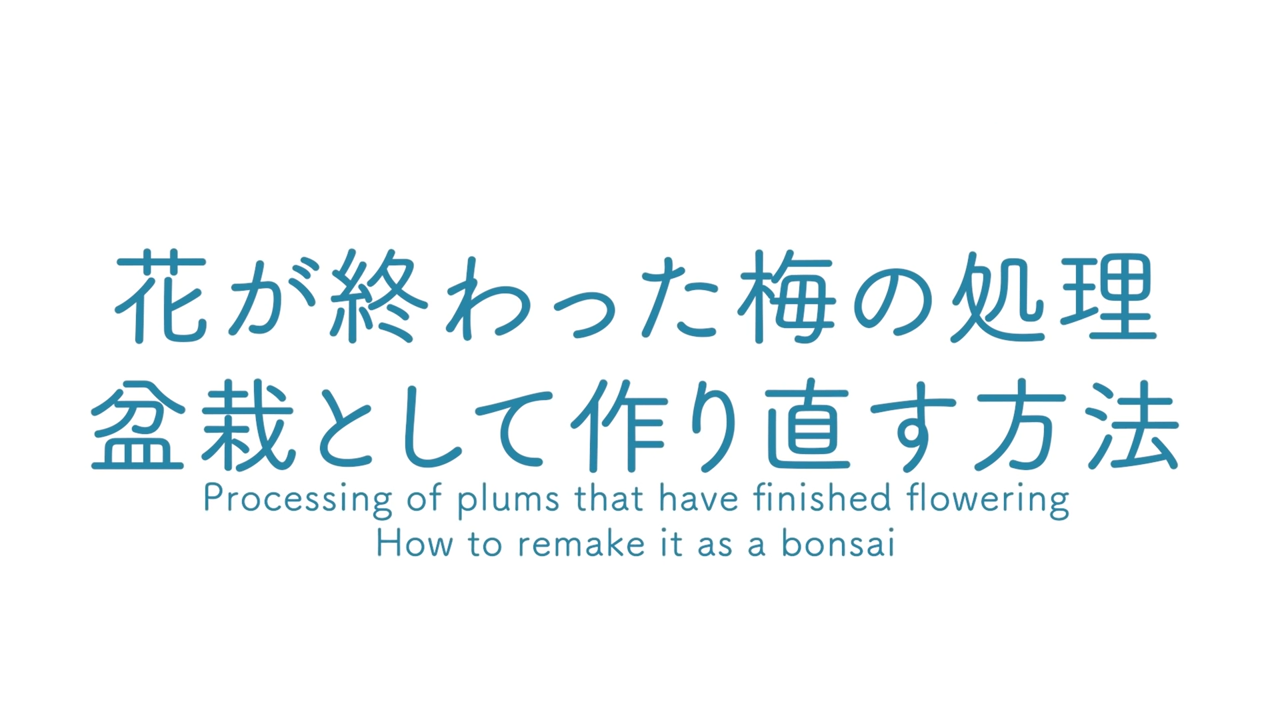 花が終わった梅の処理
盆栽として作り直す方法
Processing of plums that have finished flowering
How to remake it as a bonsai